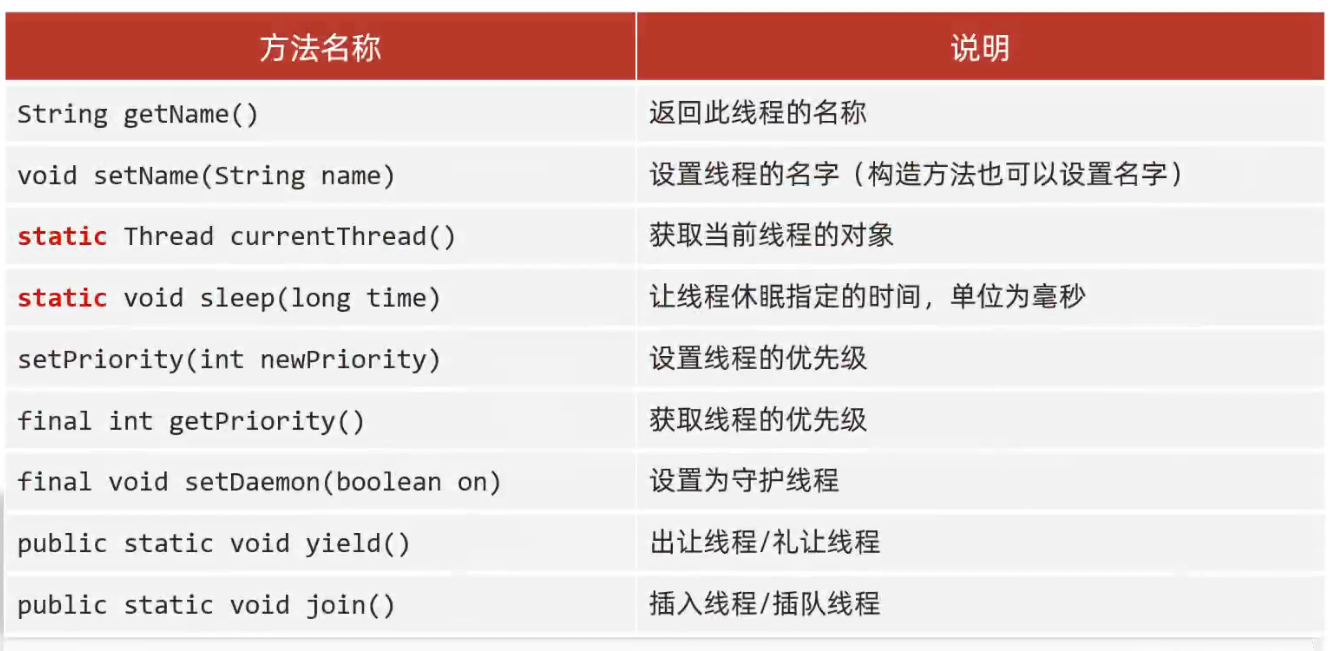 方法名称 说明
String getName() 返回此线程的名称
void setName(String name) 设置线程的名字（构造方法也可以设置名字）
static Thread currentThread() 获取当前线程的对象
static void sleep(long time) 让线程休眠指定的时间，单位为毫秒
setPriority(int newPriority) 设置线程的优先级
final int getPriority() 获取线程的优先级
final void setDaemon(boolean on) 设置为守护线程
public static void yield() 出让线程/礼让线程
public static void join() 插入线程/插队线程